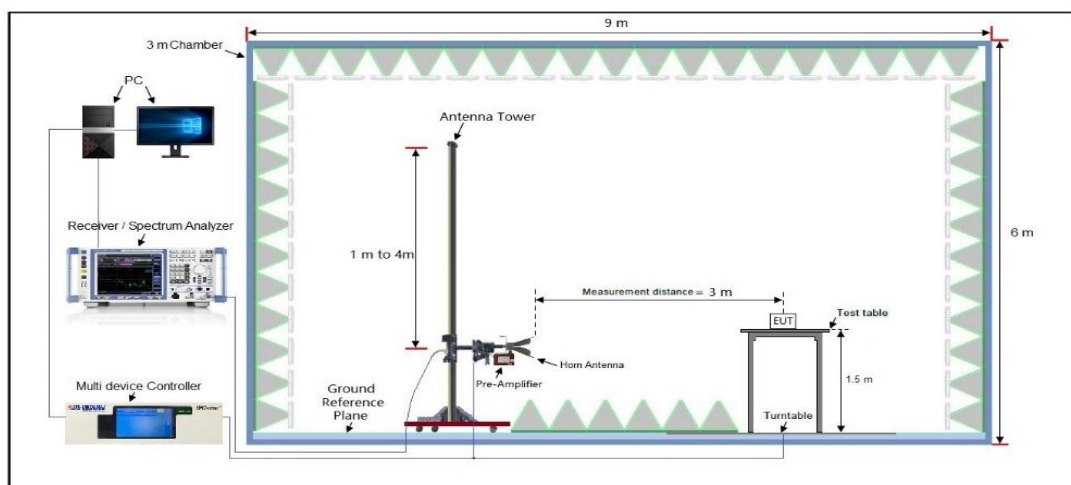 9 m
3 m Chamber
PC
Antenna Tower
Receiver / Spectrum Analyzer
1 m to 4m
6 m
Measurement distance = 3 m
EUT
Test table
Horn Antenna
Pre-Amplifier
1.5 m
Multi device Controller
Ground
Reference
Plane
Turntable